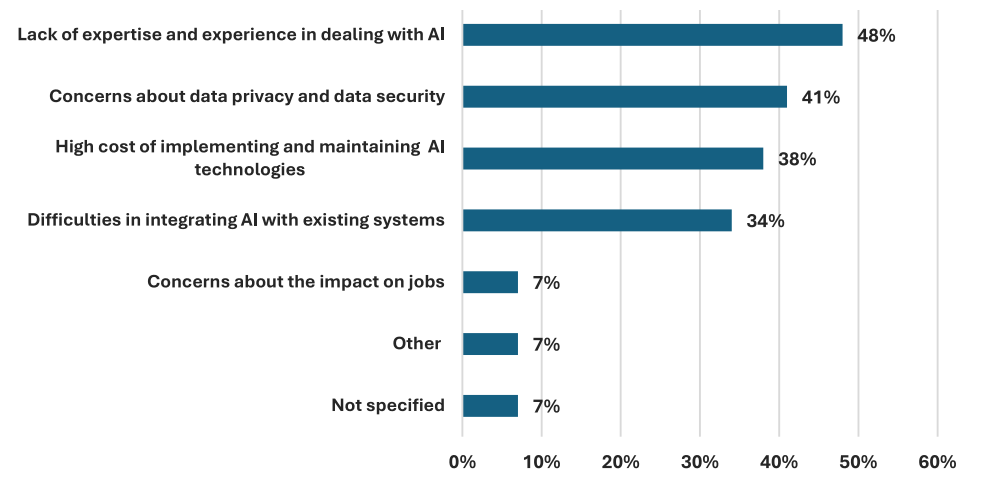 Lack of expertise and experience in dealing with AI
48%
Concerns about data privacy and data security
41%
High cost of implementing and maintaining AI
technologies
38%
Difficulties in integrating AI with existing systems
34%
Concerns about the impact on jobs
7%
Other
7%
Not specified
7%
0% 10% 20% 30% 40% 50% 60%